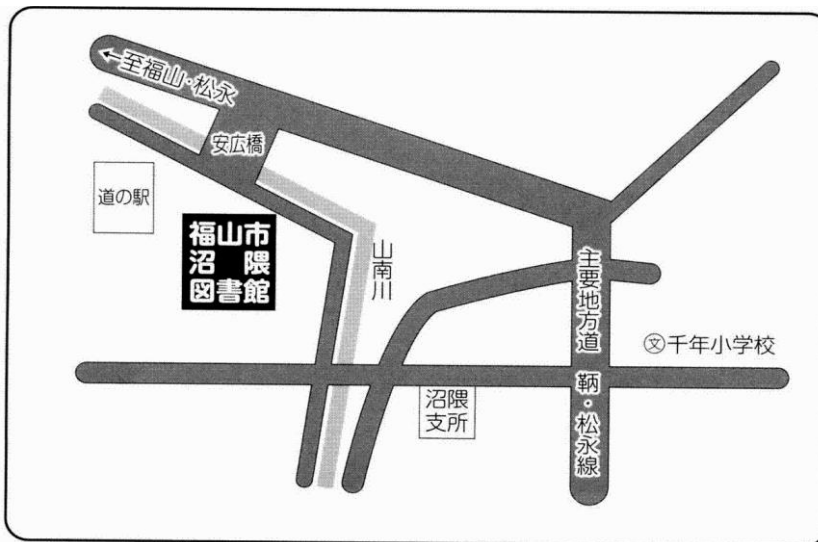 ←至福山・松永
安広橋
道の駅
福山市
沼隈
図書館
山南川
主要地方道 鞆・松永線
㊫千年小学校
沼隈
支所